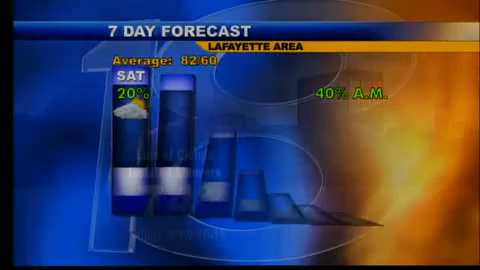 7 DAY FORECAST
LAFAYETTE AREA
Average: 82/60
SAT
20%
40% A.M.